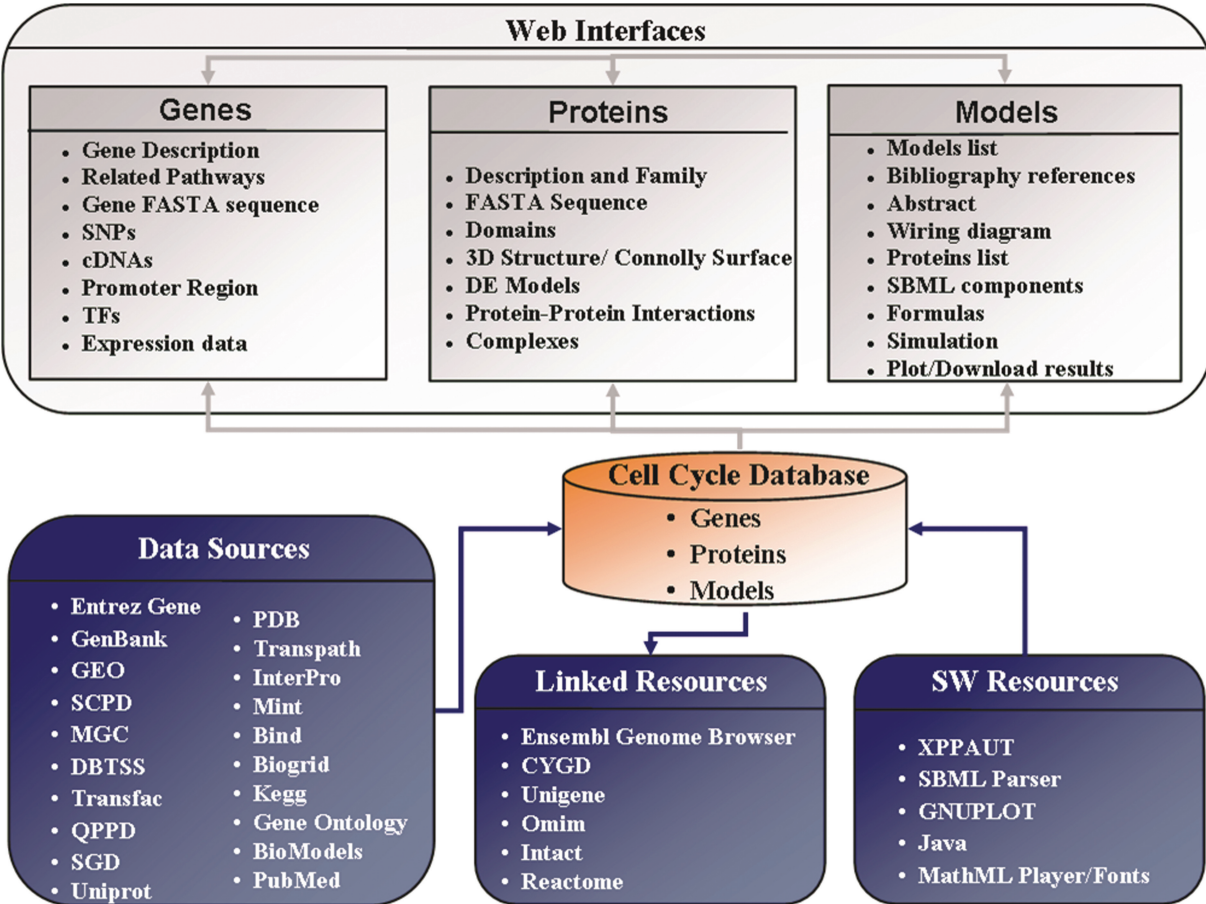 Web Interfaces
Genes
• Gene Description
• Related Pathways
• Gene FASTA sequence
• SNPs
• cDNAs
• Promoter Region
• TFs
• Expression data
Proteins
• Description and Family
• FASTA Sequence
• Domains
• 3D Structure/ Connolly Surface
• DE Models
• Protein-Protein Interactions
• Complexes
Models
• Models list
• Bibliography references
• Abstract
• Wiring diagram
• Proteins list
• SBML components
• Formulas
• Simulation
• Plot/Download results
Cell Cycle Database
• Genes
• Proteins
• Models
Data Sources
• Entrez Gene
• GenBank
• GEO
• SCPD
• MGC
• DBTSS
• Transfac
• QPPD
• SGD
• Uniprot
• PDB
• Transpath
• InterPro
• Mint
• Bind
• Biogrid
• Kegg
• Gene Ontology
• BioModels
• PubMed
Linked Resources
• Ensembl Genome Browser
• CYGD
• Unigene
• Omim
• Intact
• Reactome
SW Resources
• XPPAUT
• SBML Parser
• GNUPLOT
• Java
• MathML Player/Fonts